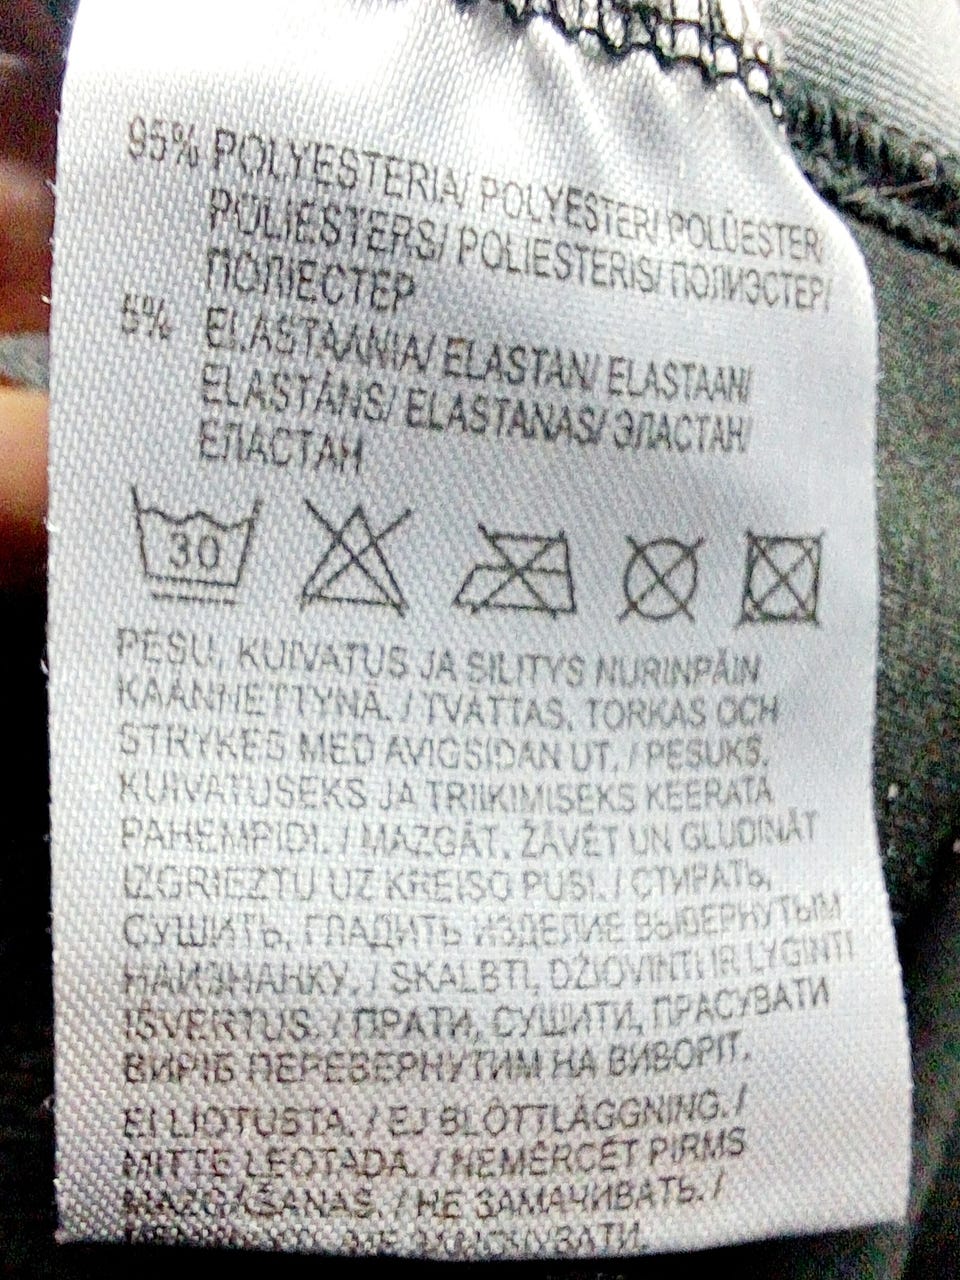 95% POLYESTERIA/ POLYESTER/ POLÜESTER/
POLIESTERS/ POLIESTERIS/ ПОЛИЭСТЕР/
ПОЛІЕСТЕР
5% ELASTAANIA/ ELASTAN/ ELASTAAN/
ELASTĀNS/ ELASTANAS/ ЭЛАСТАН/
ЕЛАСТАН
30
PESU, KUIVATUS JA SILITYS NURINPÄIN
KÄÄNNETTYNÄ. / TVÄTTAS, TORKAS OCH
STRYKES MED AVIGSIDAN UT. / PESUKS,
KUIVATUSEKS JA TRIIKIMISEKS KEERATA
PAHEMPIDI. / MAZGĀT, ŽĀVĒT UN GLUDINĀT
IZGRIEZTU UZ KREISO PUSI. / СТИРАТЬ,
СУШИТЬ, ГЛАДИТЬ ИЗДЕЛИЕ ВЫВЕРНУТЫМ
НАИЗНАНКУ. / SKALBTI, DŽIOVINTI IR LYGINTI
IŠVERTUS. / ПРАТИ, СУШИТИ, ПРАСУВАТИ
ВИРІБ ПЕРЕВЕРНУТИМ НА ВИВОРІТ.
EI LIOTUSTA. / EJ BLÖTLÄGGNING. /
MITTE LEOTADA. / NEMĒRCĒT PIRMS
MAZGĀŠANAS. / НЕ ЗАМАЧИВАТЬ. /
НЕ ЗАМОЧУВАТИ.